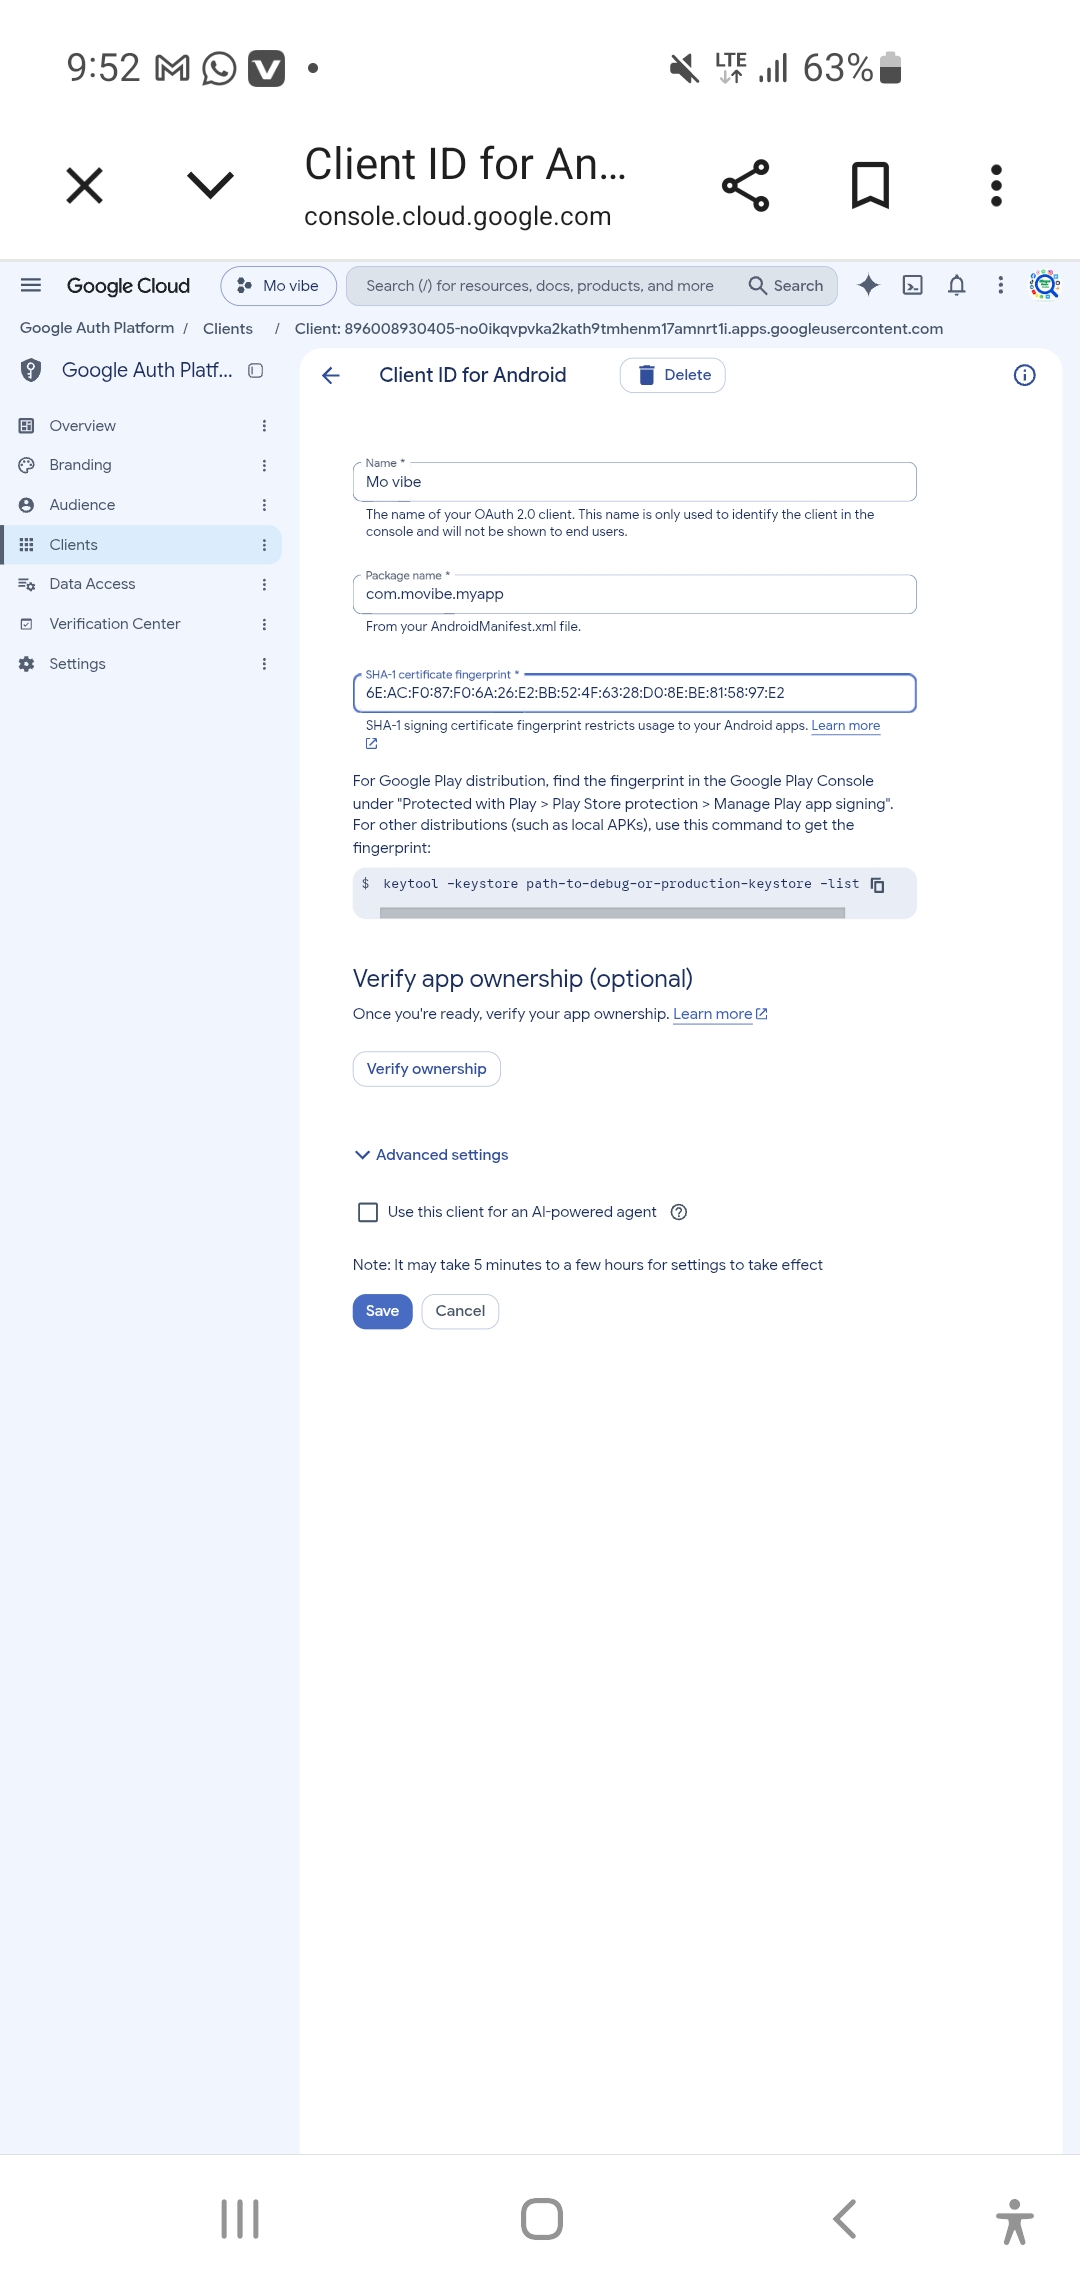 9:52
LTE
63%
Client ID for An...
console.cloud.google.com
Google Cloud
Mo vibe
Search (/) for resources, docs, products, and more
Search
Google Auth Platform / Clients / Client: 896008930405-no0ikqvpvka2kath9tmhenm17amnrt1i.apps.googleusercontent.com
Google Auth Platf...
Client ID for Android
Delete
Overview
Branding
Audience
Clients
Data Access
Verification Center
Settings
Name *
Mo vibe
The name of your OAuth 2.0 client. This name is only used to identify the client in the
console and will not be shown to end users.
Package name *
com.movibe.myapp
From your AndroidManifest.xml file.
SHA-1 certificate fingerprint *
6E:AC:F0:87:F0:6A:26:E2:BB:52:4F:63:28:D0:8E:BE:81:58:97:E2
SHA-1 signing certificate fingerprint restricts usage to your Android apps. Learn more
For Google Play distribution, find the fingerprint in the Google Play Console
under "Protected with Play > Play Store protection > Manage Play app signing".
For other distributions (such as local APKs), use this command to get the
fingerprint:
$ keytool -keystore path-to-debug-or-production-keystore -list
Verify app ownership (optional)
Once you're ready, verify your app ownership. Learn more
Verify ownership
Advanced settings
Use this client for an AI-powered agent
Note: It may take 5 minutes to a few hours for settings to take effect
Save
Cancel